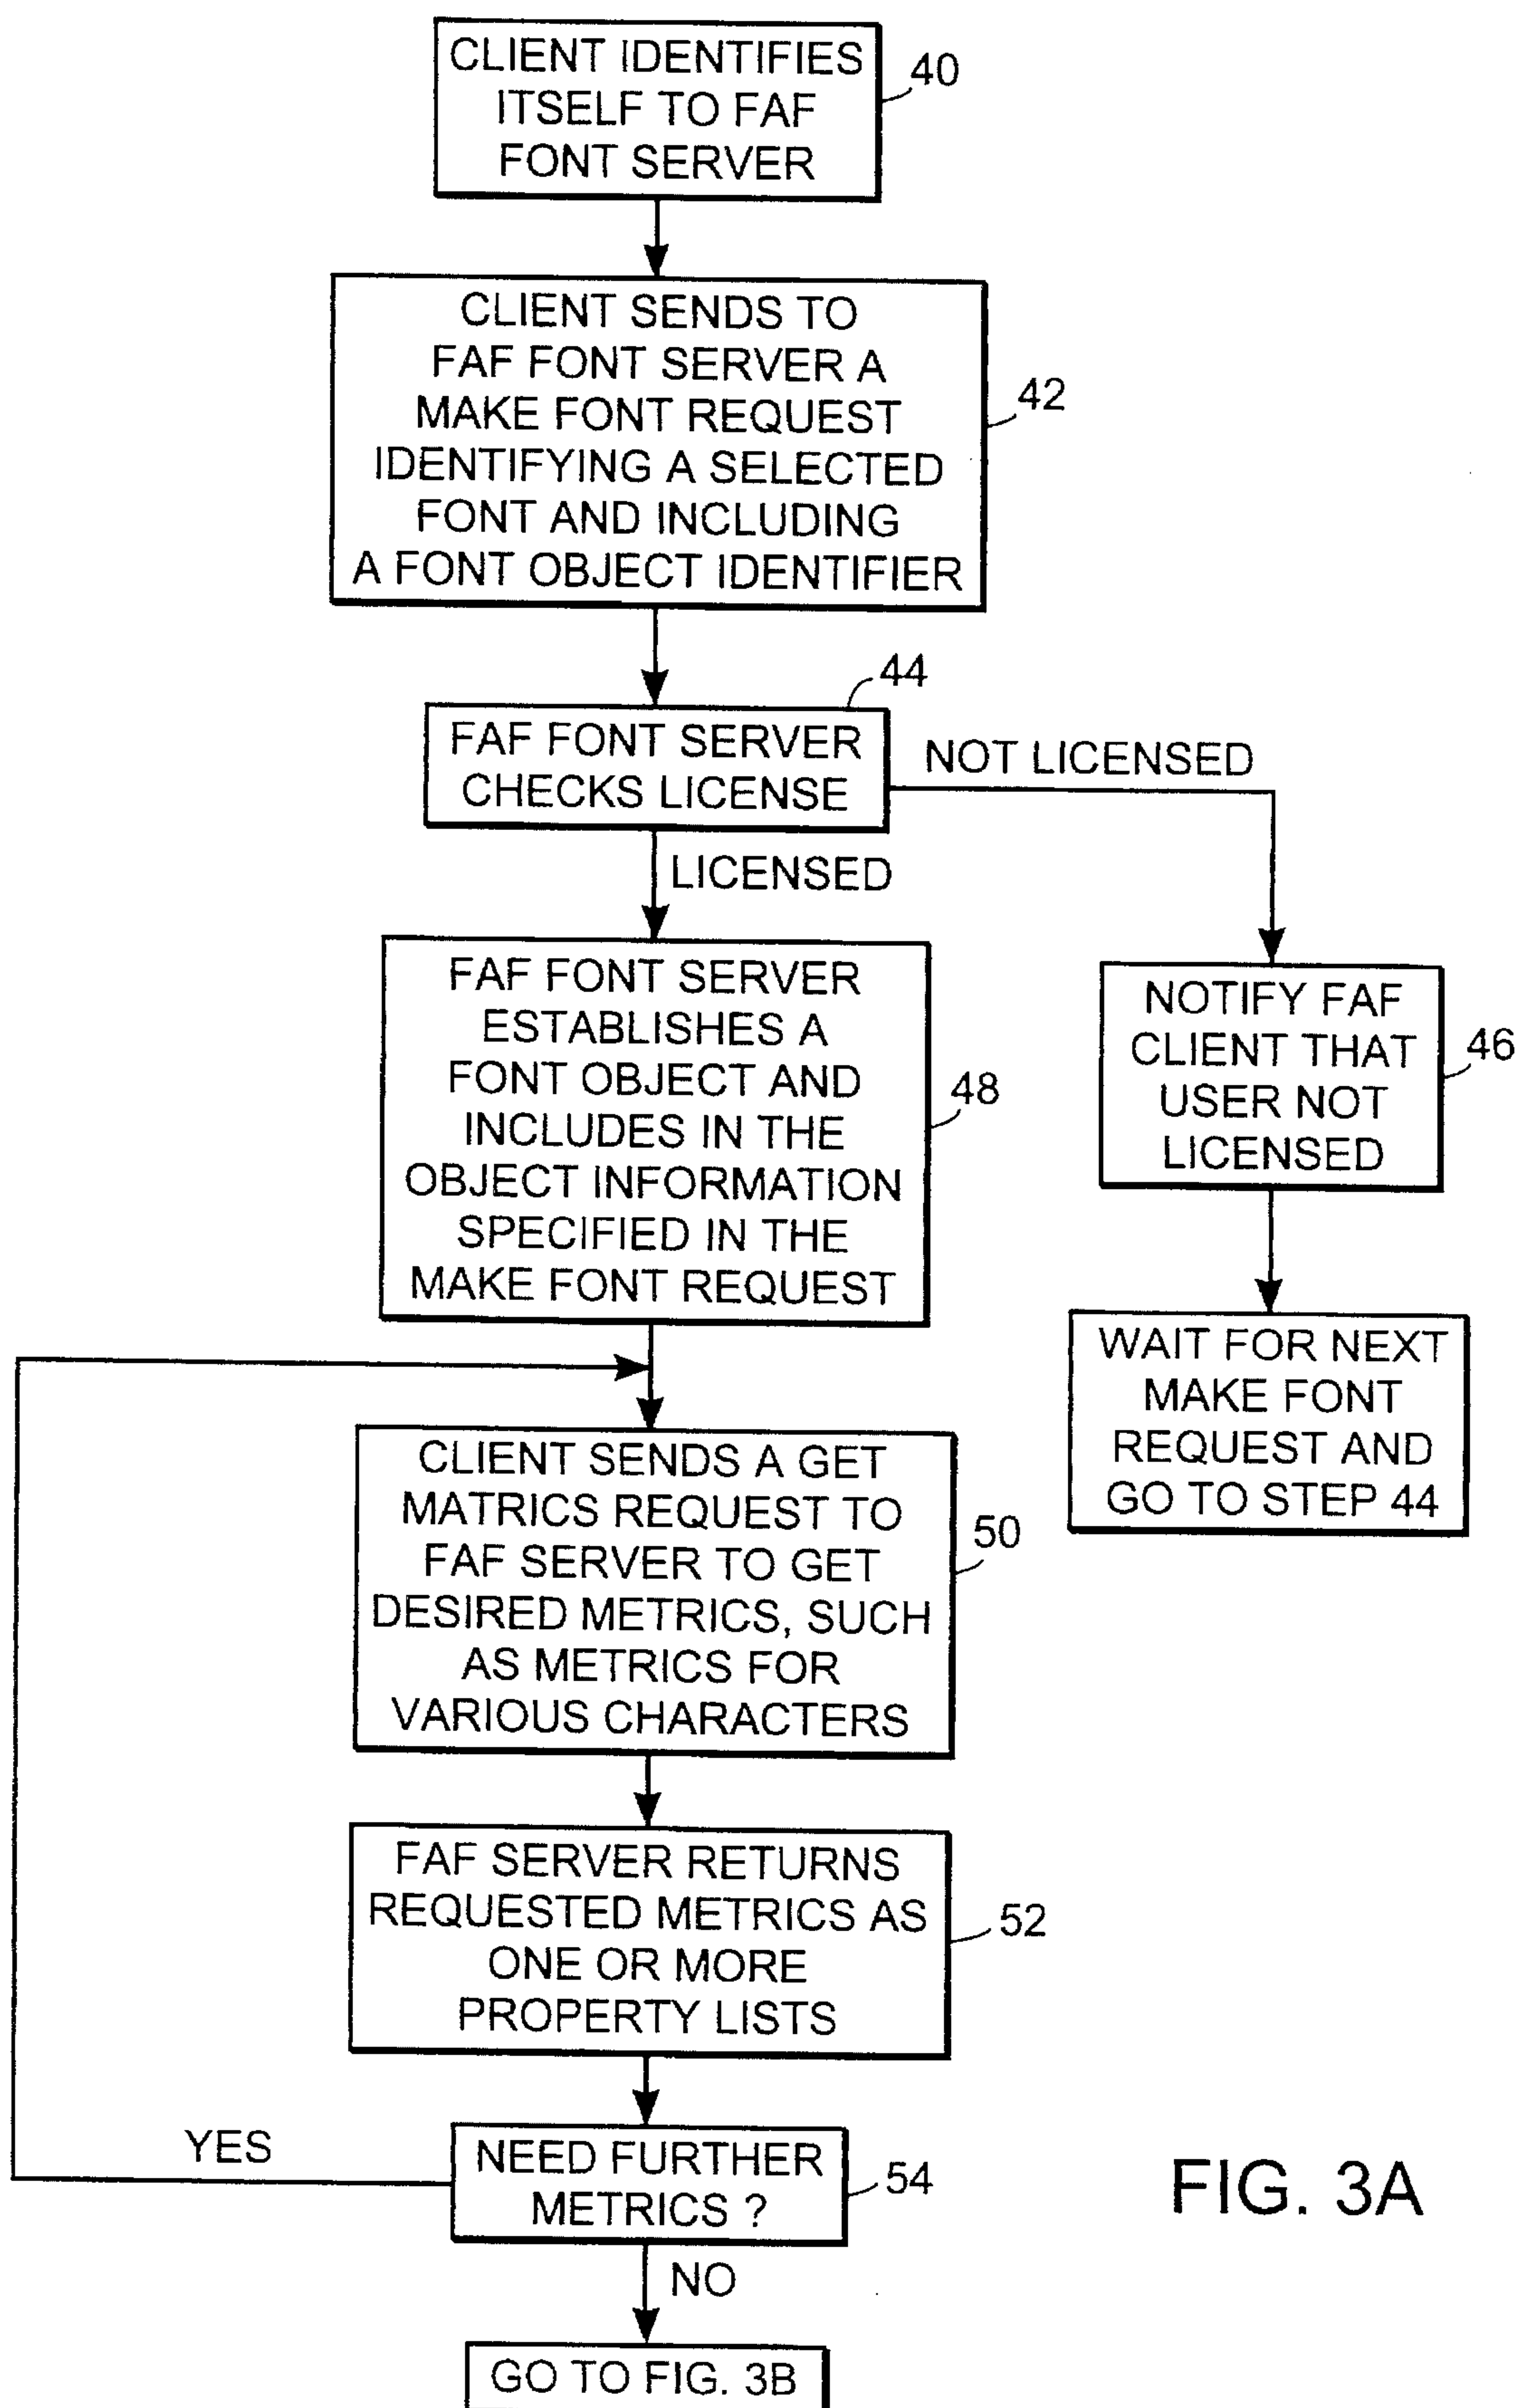 CLIENT IDENTIFIES
ITSELF TO FAF
FONT SERVER
40
CLIENT SENDS TO
FAF FONT SERVER A
MAKE FONT REQUEST
IDENTIFYING A SELECTED
FONT AND INCLUDING
A FONT OBJECT IDENTIFIER
42
44
FAF FONT SERVER
CHECKS LICENSE
NOT LICENSED
LICENSED
FAF FONT SERVER
ESTABLISHES A
FONT OBJECT AND
INCLUDES IN THE
OBJECT INFORMATION
SPECIFIED IN THE
MAKE FONT REQUEST
48
NOTIFY FAF
CLIENT THAT
USER NOT
LICENSED
46
WAIT FOR NEXT
MAKE FONT
REQUEST AND
GO TO STEP 44
CLIENT SENDS A GET
MATRICS REQUEST TO
FAF SERVER TO GET
DESIRED METRICS, SUCH
AS METRICS FOR
VARIOUS CHARACTERS
50
FAF SERVER RETURNS
REQUESTED METRICS AS
ONE OR MORE
PROPERTY LISTS
52
YES
NEED FURTHER
METRICS ?
54
NO
GO TO FIG. 3B
FIG. 3A